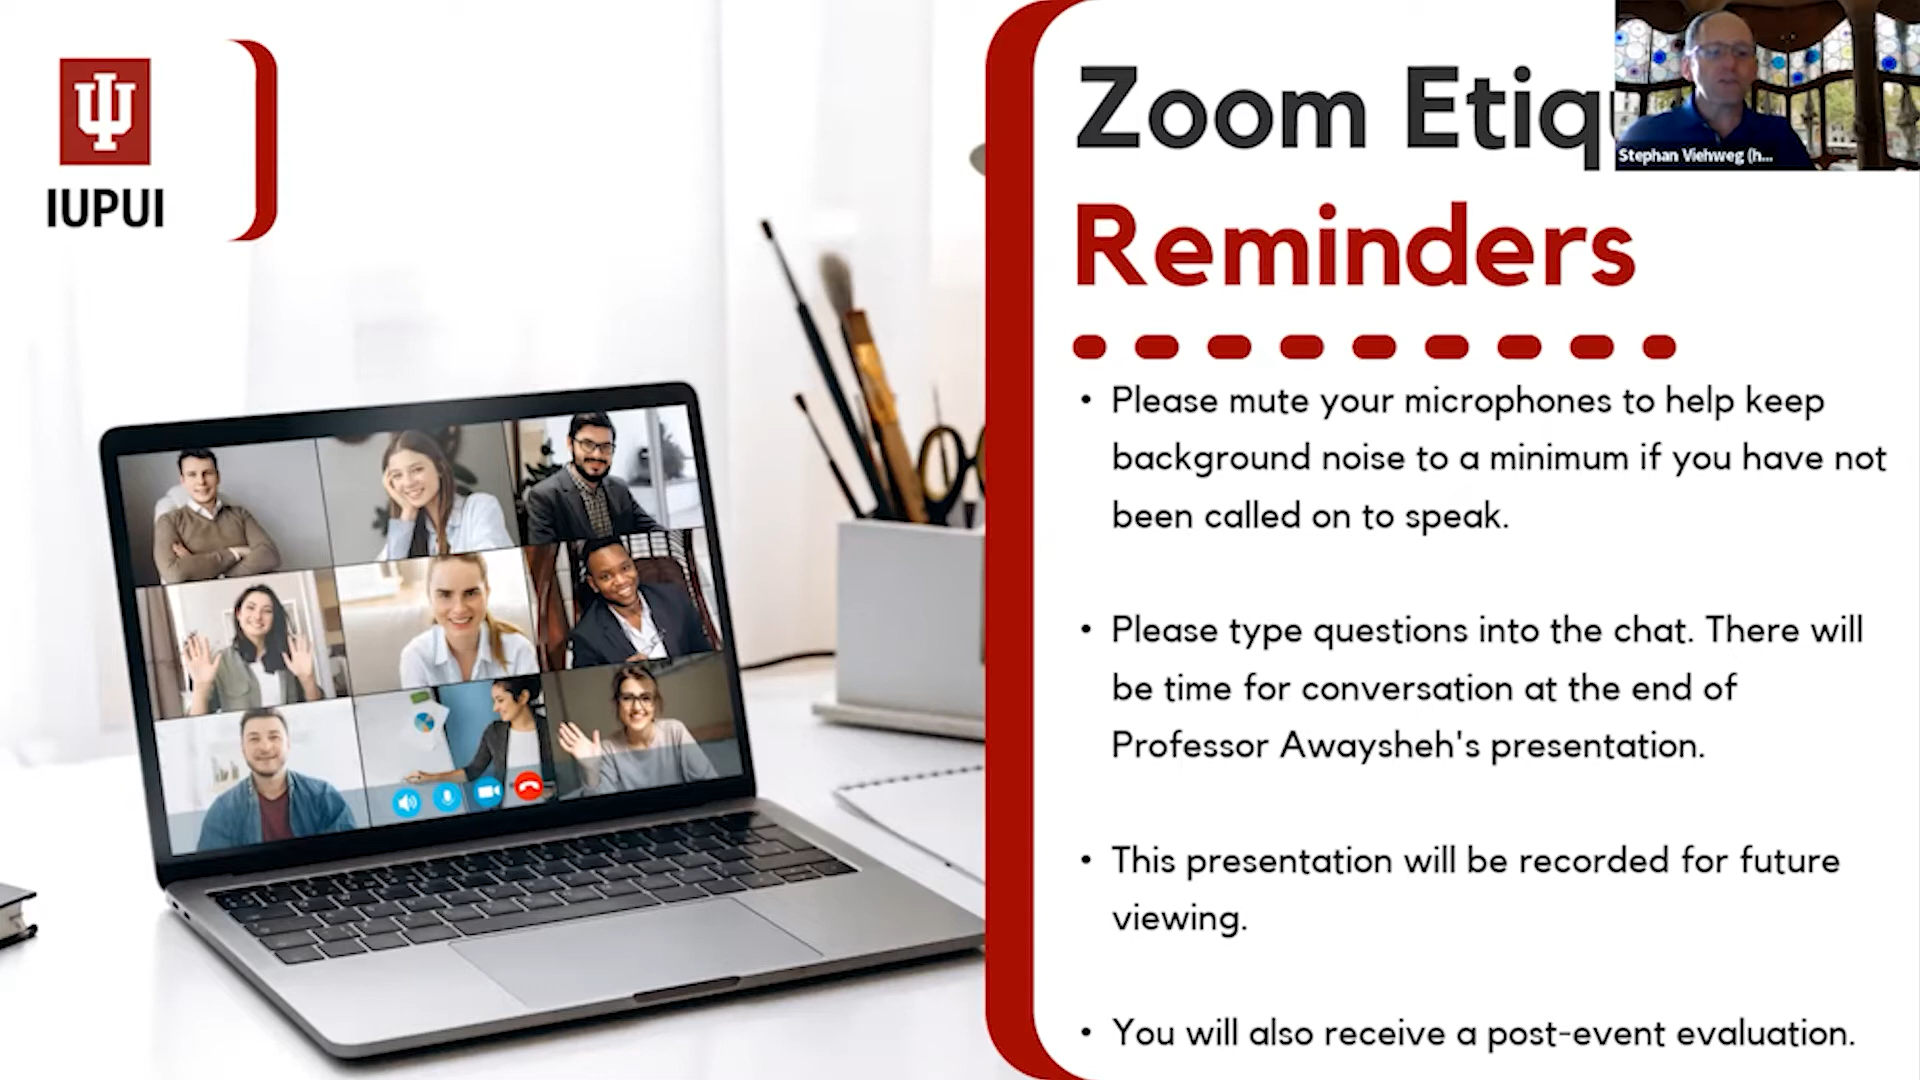 IUPUI
Zoom Etiq
Reminders
Stephan Viehweg (h...
• Please mute your microphones to help keep
background noise to a minimum if you have not
been called on to speak.
• Please type questions into the chat. There will
be time for conversation at the end of
Professor Awaysheh's presentation.
• This presentation will be recorded for future
viewing.
• You will also receive a post-event evaluation.